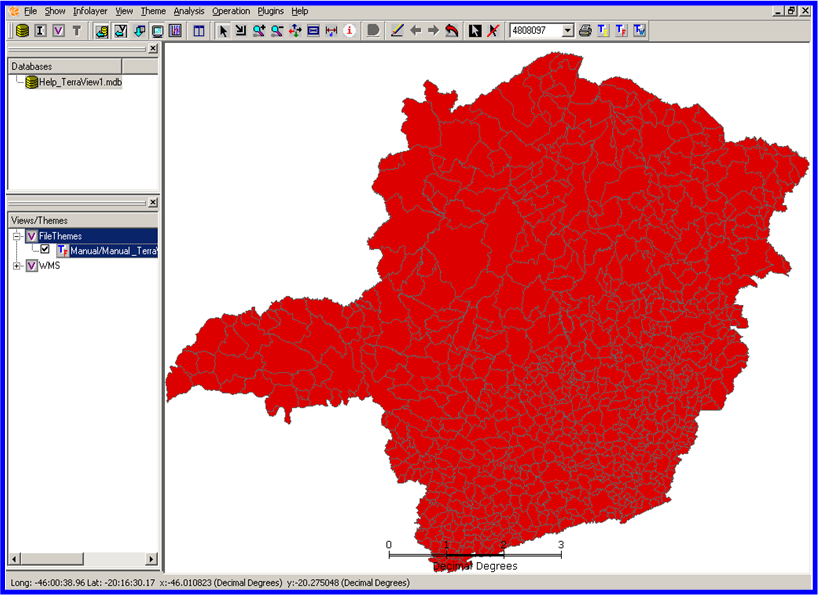 File Show Infolayer View Theme Analysis Operation Plugins Help
4808097
Databases
Help_TerraView1.mdb
Views/Themes
FileThemes
Manual/Manual_Terra
WMS
0 1 2 3
Decimal Degrees
Long: -46:00:38.96 Lat: -20:16:30.17 x:-46.010823 (Decimal Degrees) y:-20.275048 (Decimal Degrees)